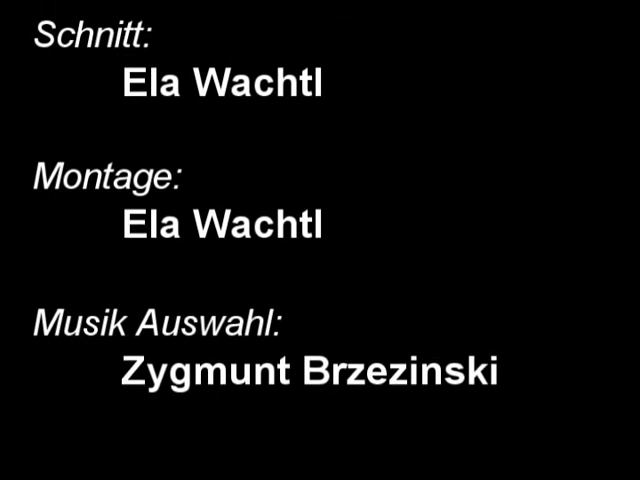 Schnitt:
Ela Wachtl
Montage:
Ela Wachtl
Musik Auswahl:
Zygmunt Brzezinski